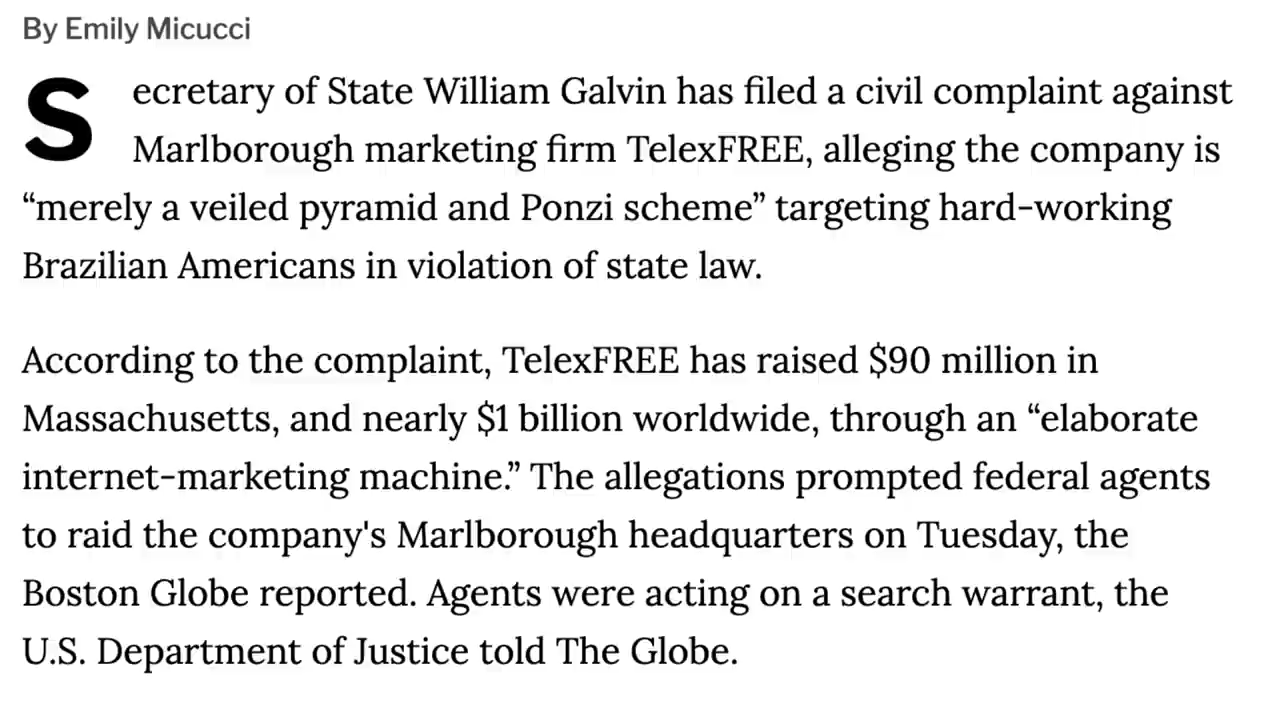 By Emily Micucci
Secretary of State William Galvin has filed a civil complaint against
Marlborough marketing firm TelexFREE, alleging the company is
“merely a veiled pyramid and Ponzi scheme” targeting hard-working
Brazilian Americans in violation of state law.
According to the complaint, TelexFREE has raised $90 million in
Massachusetts, and nearly $1 billion worldwide, through an “elaborate
internet-marketing machine.” The allegations prompted federal agents
to raid the company's Marlborough headquarters on Tuesday, the
Boston Globe reported. Agents were acting on a search warrant, the
U.S. Department of Justice told The Globe.